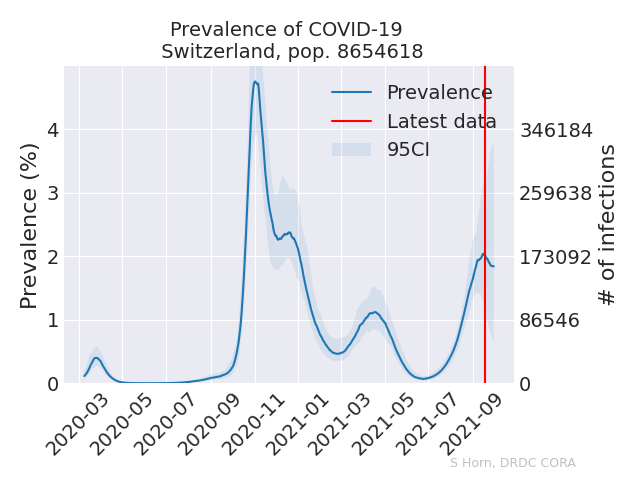 Prevalence of COVID-19
Switzerland, pop. 8654618
Prevalence
Latest data
95CI
Prevalence (%)
4
3
2
1
0
346184
259638
173092
86546
0
# of infections
2020-03
2020-05
2020-07
2020-09
2020-11
2021-01
2021-03
2021-05
2021-07
2021-09
S Horn, DRDC CORA